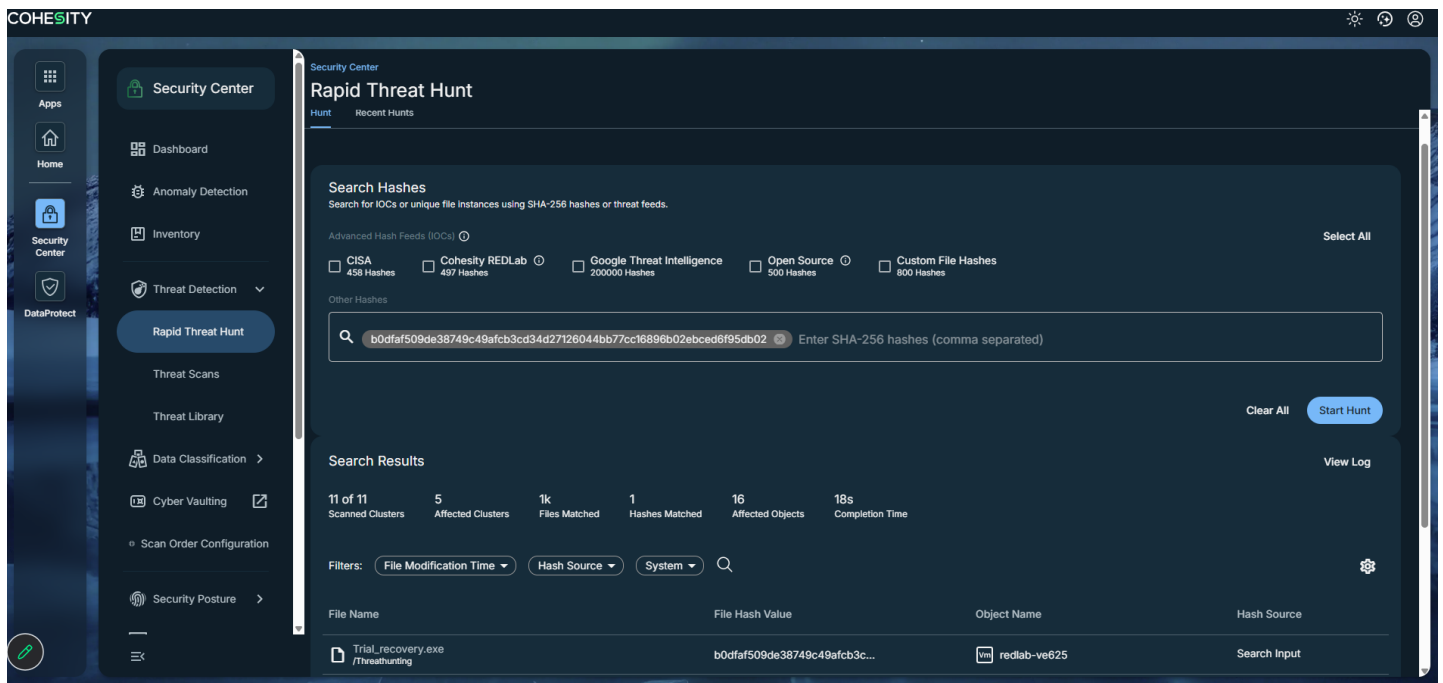 COHESITY
Apps
Home
Security
Center
DataProtect
Security Center
Dashboard
Anomaly Detection
Inventory
Threat Detection
Rapid Threat Hunt
Threat Scans
Threat Library
Data Classification
Cyber Vaulting
Scan Order Configuration
Security Posture
Security Center
Rapid Threat Hunt
Hunt Recent Hunts
Search Hashes
Search for IOCs or unique file instances using SHA-256 hashes or threat feeds.
Advanced Hash Feeds (IOCs) Select All
CISA Cohesity REDLab Google Threat Intelligence Open Source Custom File Hashes
458 Hashes 497 Hashes 200000 Hashes 500 Hashes 800 Hashes
Other Hashes
b0dfaf509de38749c49afcb3cd34d27126044bb77cc16896b02ebced6f95db02 Enter SHA-256 hashes (comma separated)
Clear All Start Hunt
Search Results View Log
11 of 11 5 1k 1 16 18s
Scanned Clusters Affected Clusters Files Matched Hashes Matched Affected Objects Completion Time
Filters: File Modification Time Hash Source System
File Name File Hash Value Object Name Hash Source
Trial_recovery.exe
/Threathunting b0dfaf509de38749c49afcb3c... Vm redlab-ve625 Search Input